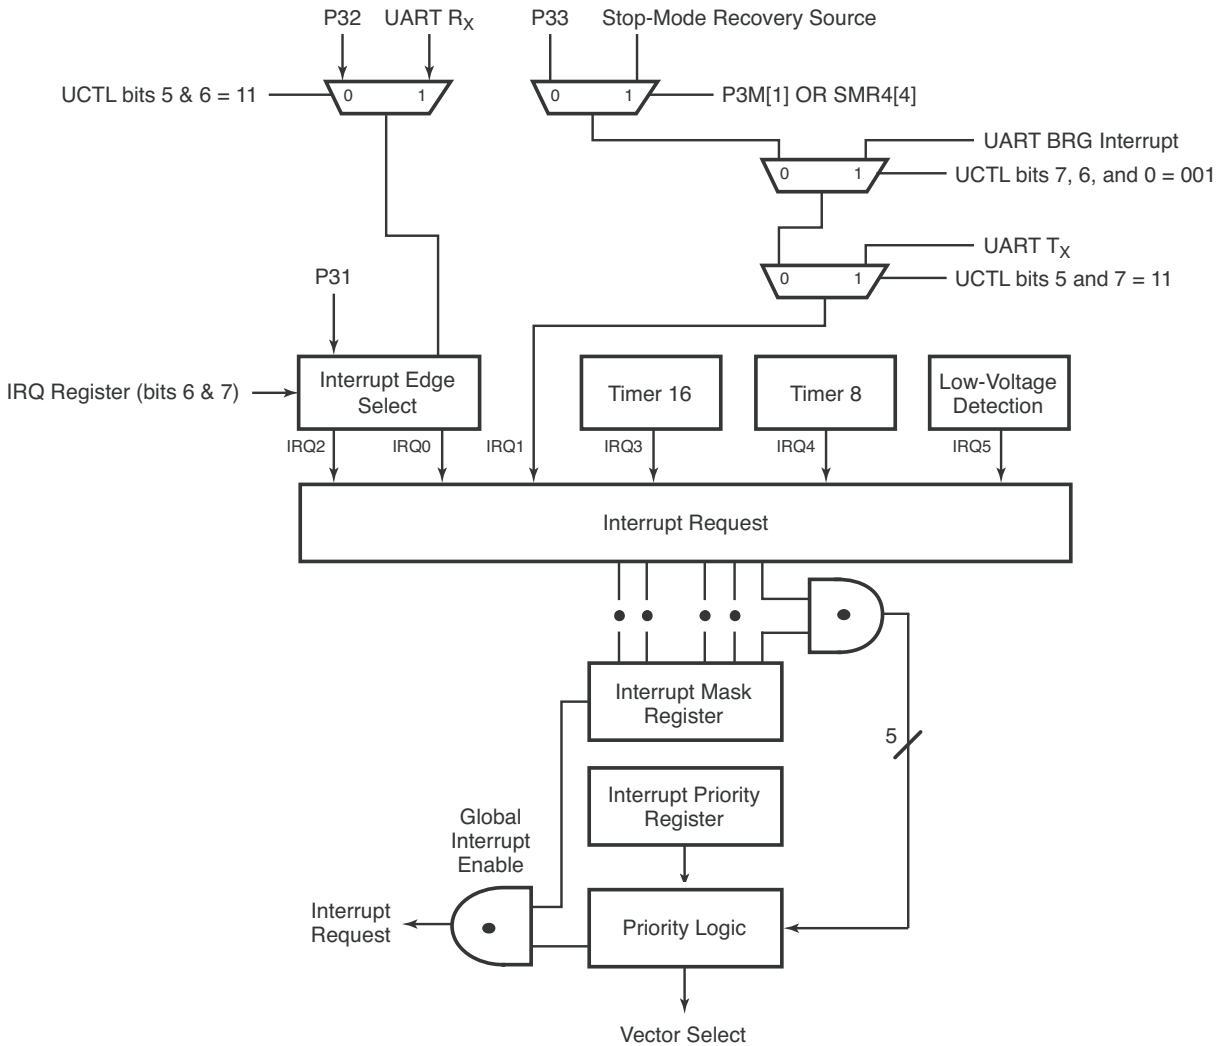 P32 UART RX P33 Stop-Mode Recovery Source
UCTL bits 5 & 6 = 11 0 1 0 1 P3M[1] OR SMR4[4]
UART BRG Interrupt
0 1 UCTL bits 7, 6, and 0 = 001
UART TX
P31 0 1 UCTL bits 5 and 7 = 11
IRQ Register (bits 6 & 7)
Interrupt Edge
Select
Timer 16
Timer 8
Low-Voltage
Detection
IRQ2 IRQ0 IRQ1 IRQ3 IRQ4 IRQ5
Interrupt Request
Interrupt Mask
Register
5
Interrupt Priority
Register
Global
Interrupt
Enable
Interrupt
Request
Priority Logic
Vector Select